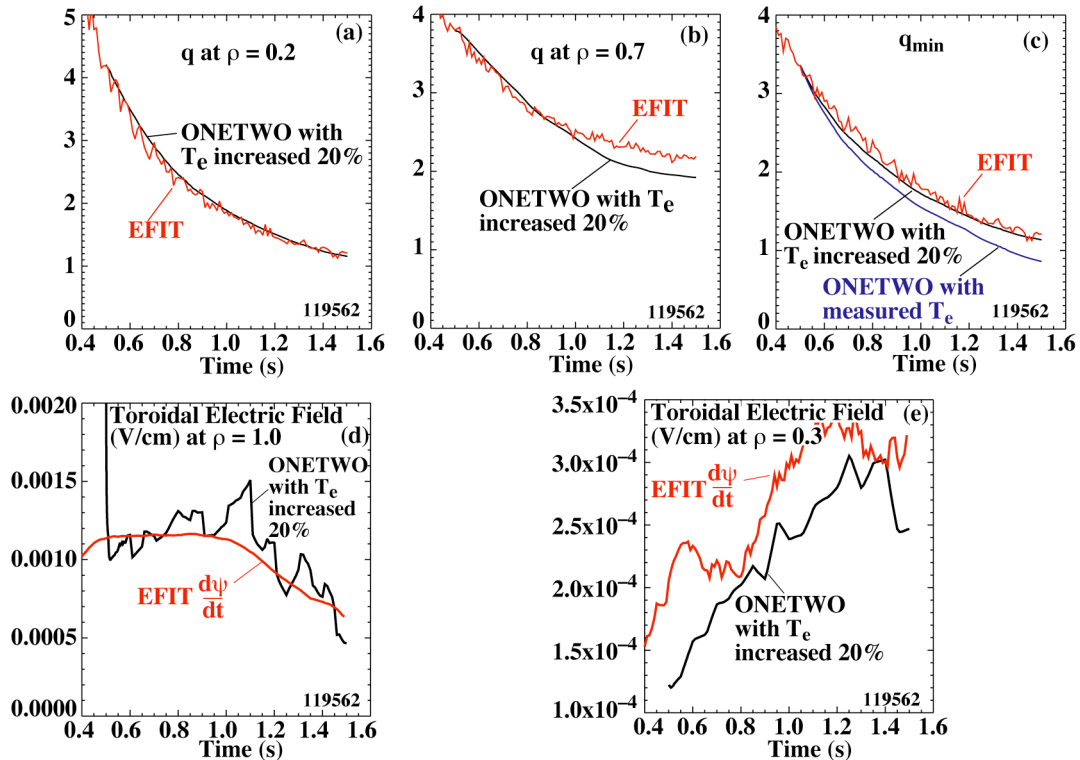 (a)
q at ρ = 0.2
ONETWO with
Te increased 20%
EFIT
119562
5
4
3
2
1
0
0.4 0.6 0.8 1.0 1.2 1.4 1.6
Time (s)
(b)
q at ρ = 0.7
EFIT
ONETWO with Te
increased 20%
119562
4
3
2
1
0
0.4 0.6 0.8 1.0 1.2 1.4 1.6
Time (s)
(c)
qmin
EFIT
ONETWO with
Te increased 20%
ONETWO with
measured Te
119562
4
3
2
1
0
0.4 0.6 0.8 1.0 1.2 1.4 1.6
Time (s)
Toroidal Electric Field (d)
(V/cm) at ρ = 1.0
ONETWO
with Te
increased
20%
EFIT dψ
dt
119562
0.0020
0.0015
0.0010
0.0005
0.0000
0.4 0.6 0.8 1.0 1.2 1.4 1.6
Time (s)
Toroidal Electric Field (e)
(V/cm) at ρ = 0.3
EFIT dψ
dt
ONETWO
with Te
increased 20%
119562
3.5x10-4
3.0x10-4
2.5x10-4
2.0x10-4
1.5x10-4
1.0x10-4
0.4 0.6 0.8 1.0 1.2 1.4 1.6
Time (s)